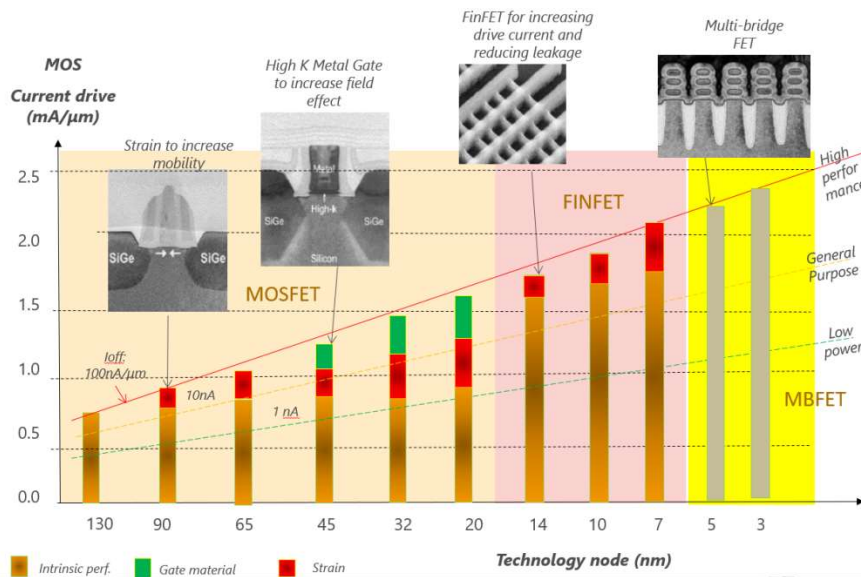 MOS
Current drive
(mA/µm)
Strain to increase
mobility
High K Metal Gate
to increase field
effect
FinFET for increasing
drive current and
reducing leakage
Multi-bridge
FET
2.5
2.0
1.5
1.0
0.5
0.0
SiGe
SiGe
Metal
High-k
SiGe
SiGe
Silicon
MOSFET
FINFET
MBFET
High
perfor
mance
General
Purpose
Low
power
Ioff:
100nA/µm
10nA
1 nA
130
90
65
45
32
20
14
10
7
5
3
Technology node (nm)
Intrinsic perf.
Gate material
Strain